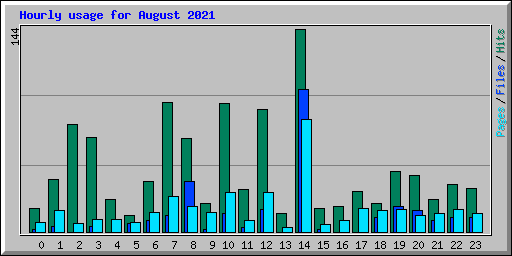 Hourly usage for August 2021
144
Pages/Files/Hits
0 1 2 3 4 5 6 7 8 9 10 11 12 13 14 15 16 17 18 19 20 21 22 23